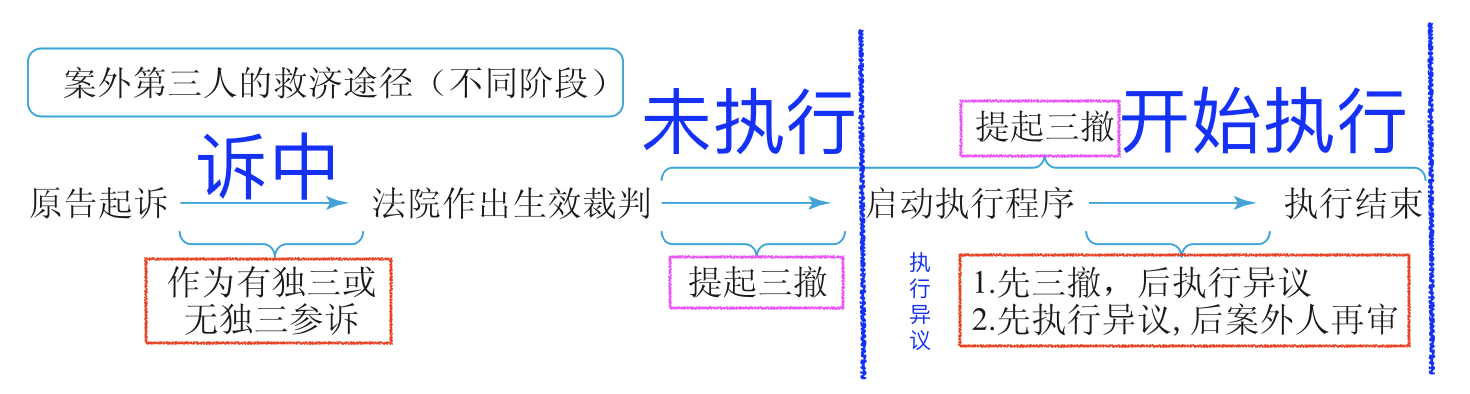 案外第三人的救济途径（不同阶段）
诉中
未执行
提起三撤
开始执行
原告起诉
法院作出生效裁判
启动执行程序
执行结束
作为有独三或
无独三参诉
提起三撤
执
行
异
议
1.先三撤，后执行异议
2.先执行异议,后案外人再审